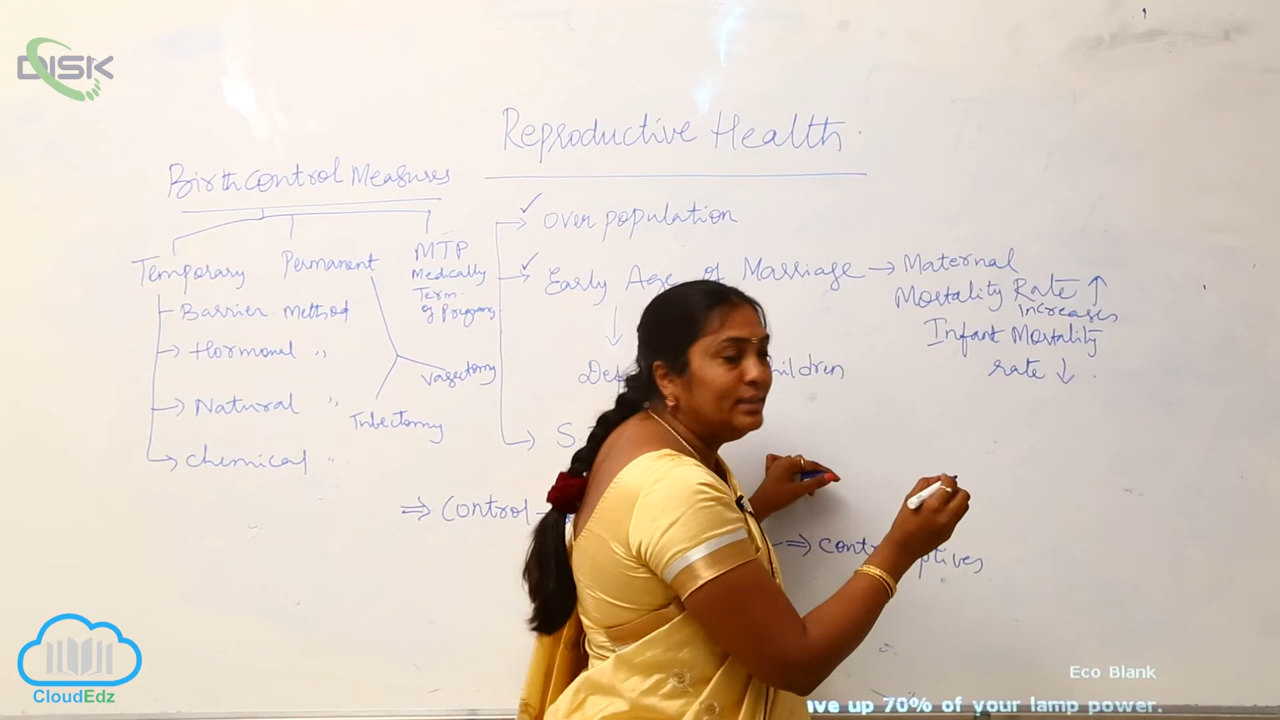 DISK
Reproductive Health.
Birth control Measures
Temporary
Permanent
MTP
Medically
Term.
of Pregnancy
Barrier Method
Hormonal "
Natural "
Chemical "
Vasectomy
Tubectomy
✓ over population
✓ Early Age of Marriage → Maternal
Mortality Rate ↑
increases
Infant Mortality
rate ↓ .
children
S
⇒ Control
⇒ cont
ptives
Eco Blank
ave up 70% of your lamp power.
CloudEdz